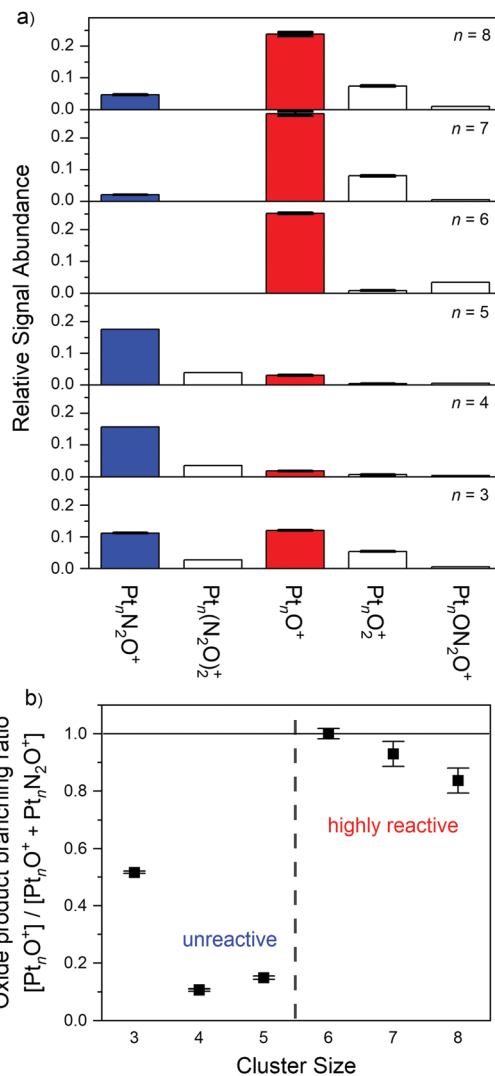 a)
Relative Signal Abundance
0.2
0.1
0.0
n = 8
0.2
0.1
0.0
n = 7
0.2
0.1
0.0
n = 6
0.2
0.1
0.0
n = 5
0.2
0.1
0.0
n = 4
0.2
0.1
0.0
n = 3
PtₙN₂O⁺
Ptₙ(N₂O)₂⁺
PtₙO⁺
PtₙO₂⁺
PtₙON₂O⁺
b)
Oxide product branching ratio
[PtₙO⁺] / [PtₙO⁺ + PtₙN₂O⁺]
1.0
0.8
0.6
0.4
0.2
0.0
highly reactive
unreactive
3 4 5 6 7 8
Cluster Size